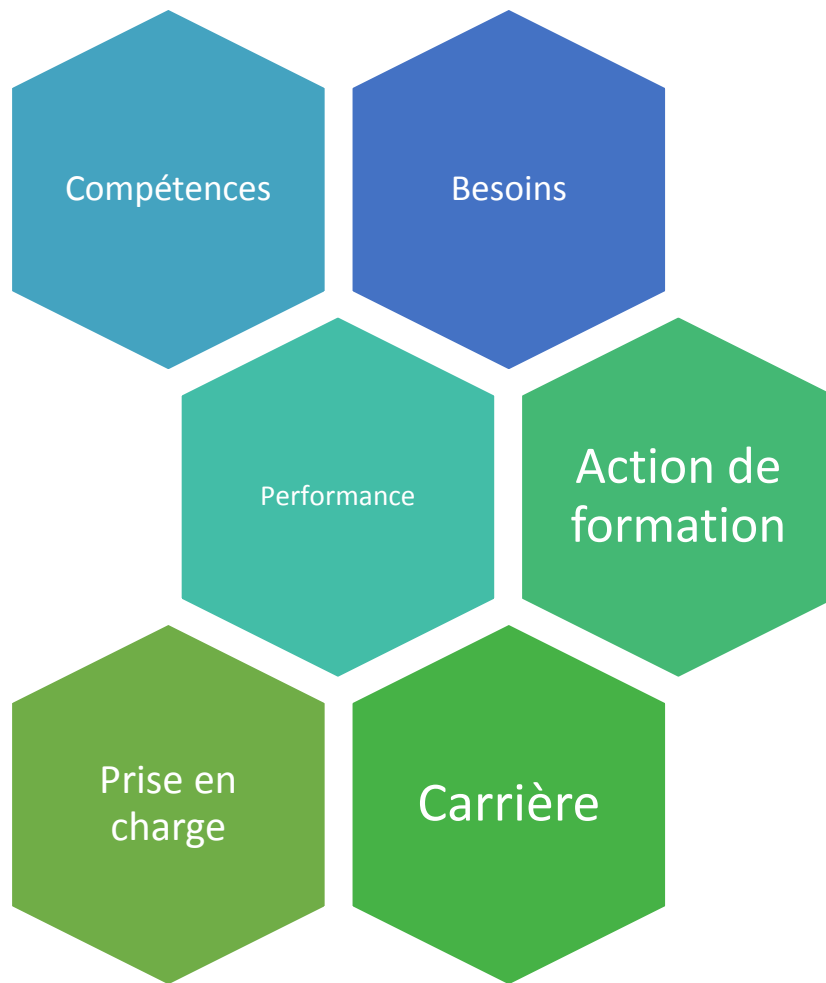 Compétences
Besoins
Performance
Action de
formation
Prise en
charge
Carrière